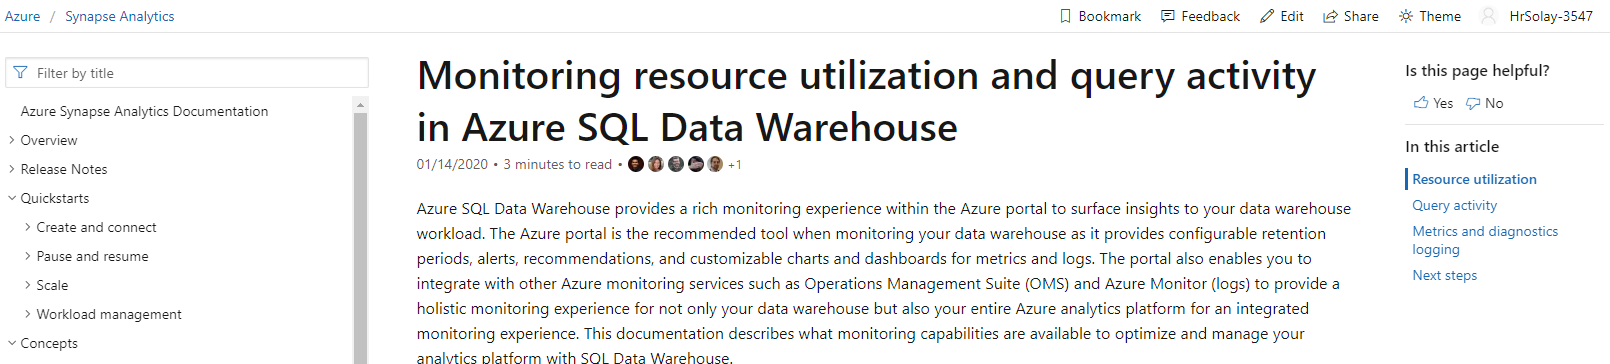 Azure / Synapse Analytics
Bookmark Feedback Edit Share Theme HrSolay-3547
Filter by title
Azure Synapse Analytics Documentation
Overview
Release Notes
Quickstarts
Create and connect
Pause and resume
Scale
Workload management
Concepts
Monitoring resource utilization and query activity
in Azure SQL Data Warehouse
01/14/2020 • 3 minutes to read • +1
Azure SQL Data Warehouse provides a rich monitoring experience within the Azure portal to surface insights to your data warehouse
workload. The Azure portal is the recommended tool when monitoring your data warehouse as it provides configurable retention
periods, alerts, recommendations, and customizable charts and dashboards for metrics and logs. The portal also enables you to
integrate with other Azure monitoring services such as Operations Management Suite (OMS) and Azure Monitor (logs) to provide a
holistic monitoring experience for not only your data warehouse but also your entire Azure analytics platform for an integrated
monitoring experience. This documentation describes what monitoring capabilities are available to optimize and manage your
analytics platform with SQL Data Warehouse.
Is this page helpful?
Yes No
In this article
Resource utilization
Query activity
Metrics and diagnostics
logging
Next steps